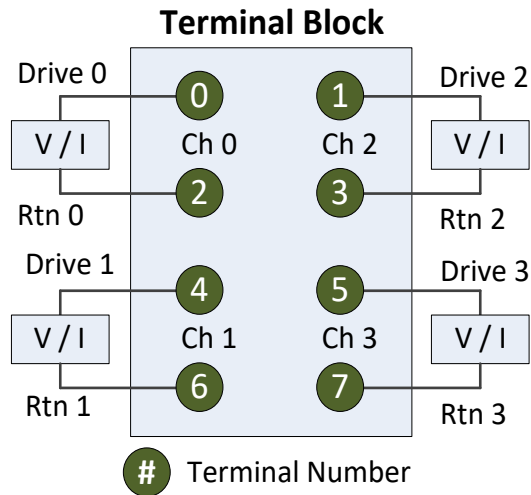 Terminal Block
Drive 0
0
1
Drive 2
V / I
Ch 0
Ch 2
V / I
Rtn 0
2
3
Rtn 2
Drive 1
4
5
Drive 3
V / I
Ch 1
Ch 3
V / I
Rtn 1
6
7
Rtn 3
# Terminal Number